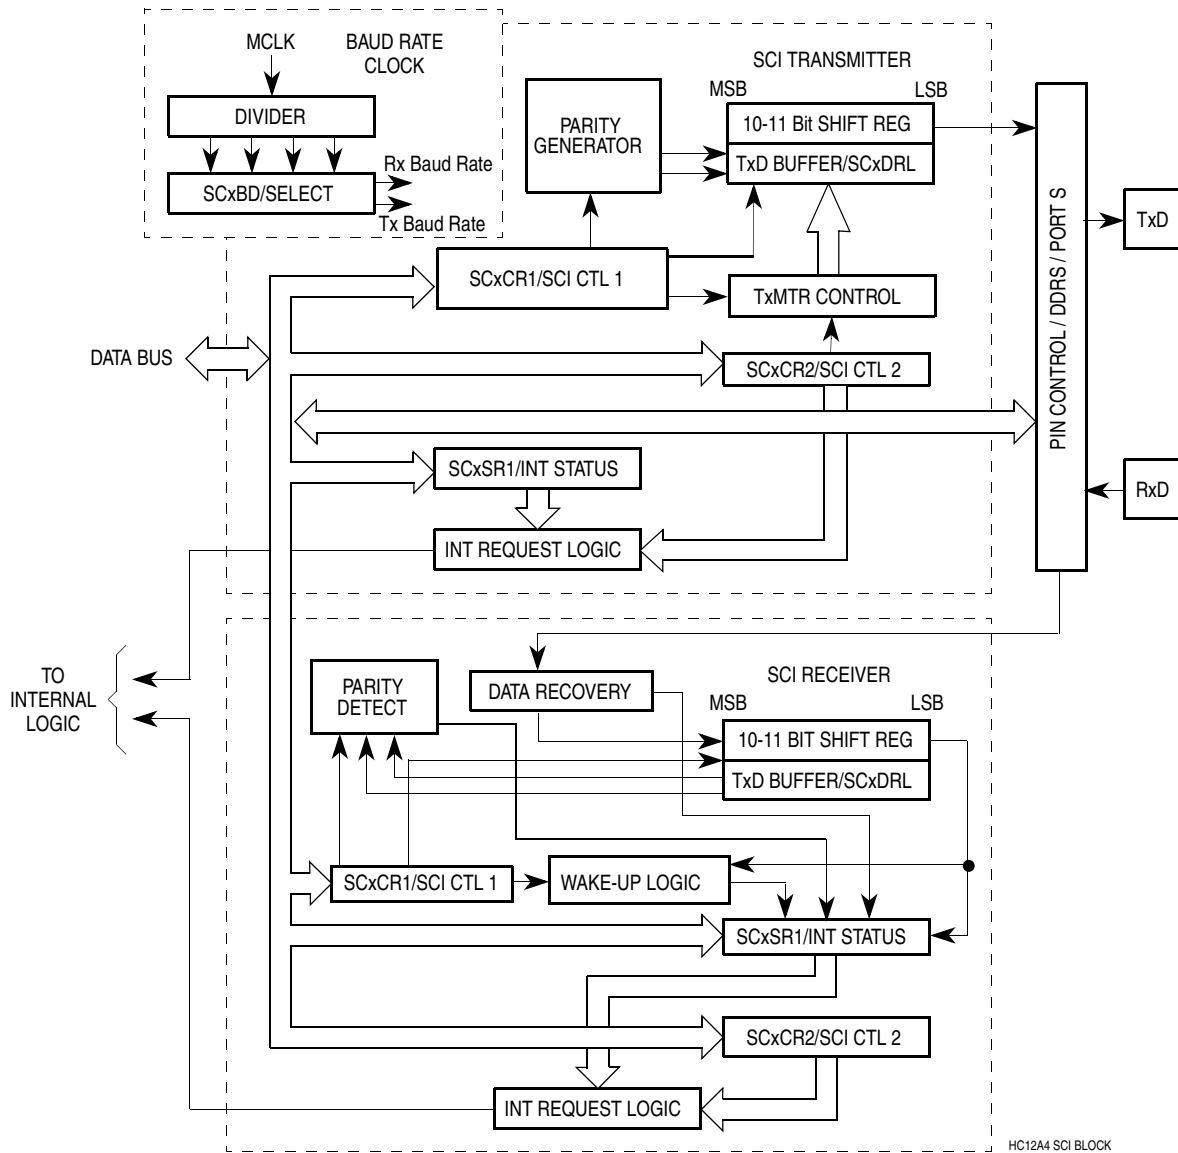 MCLK
BAUD RATE
CLOCK
DIVIDER
SCxBD/SELECT
Rx Baud Rate
Tx Baud Rate
SCI TRANSMITTER
MSB
LSB
PARITY
GENERATOR
10-11 Bit SHIFT REG
TxD BUFFER/SCxDRL
SCxCR1/SCI CTL 1
TxMTR CONTROL
DATA BUS
SCxCR2/SCI CTL 2
PIN CONTROL / DDRS / PORT S
TxD
RxD
SCxSR1/INT STATUS
INT REQUEST LOGIC
TO
INTERNAL
LOGIC
PARITY
DETECT
DATA RECOVERY
SCI RECEIVER
MSB
LSB
10-11 BIT SHIFT REG
TxD BUFFER/SCxDRL
SCxCR1/SCI CTL 1
WAKE-UP LOGIC
SCxSR1/INT STATUS
SCxCR2/SCI CTL 2
INT REQUEST LOGIC
HC12A4 SCI BLOCK